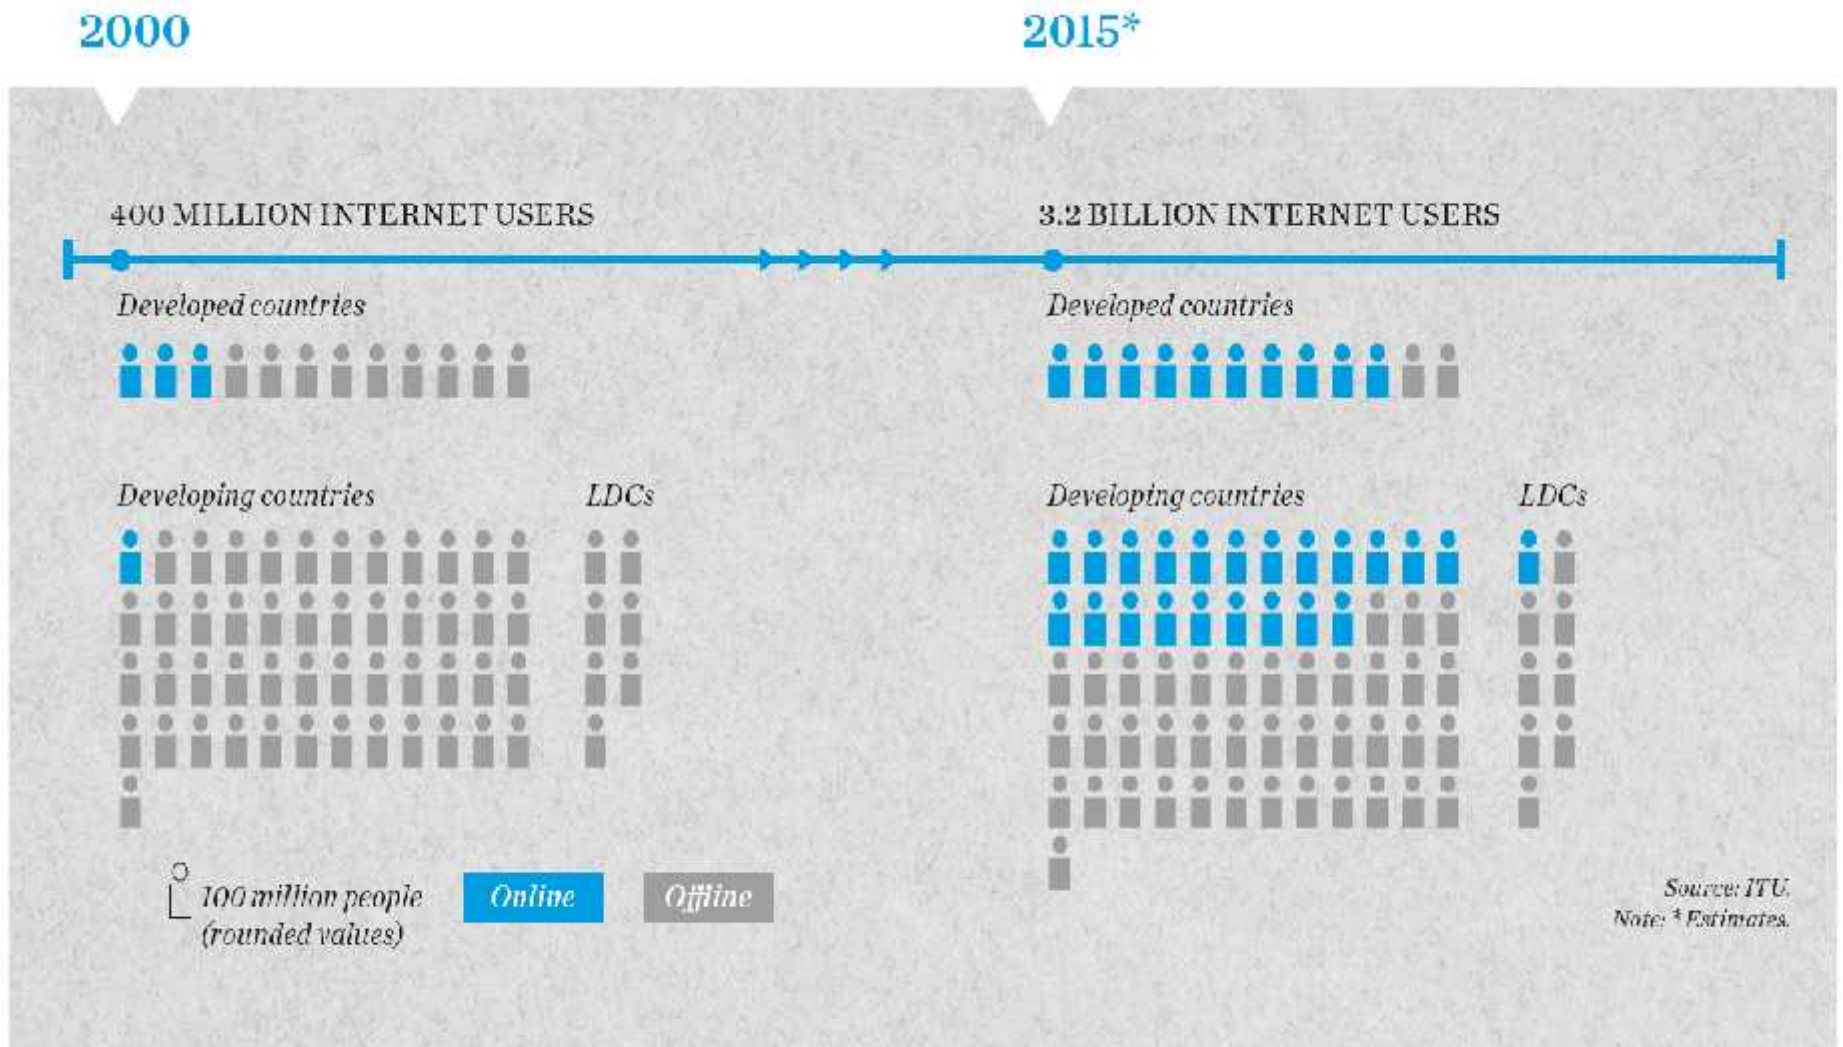 2000
2015*
400 MILLION INTERNET USERS
3.2 BILLION INTERNET USERS
Developed countries
Developed countries
Developing countries
LDCs
Developing countries
LDCs
100 million people
(rounded values)
Online
Offline
Source: ITU.
Note: * Estimates.